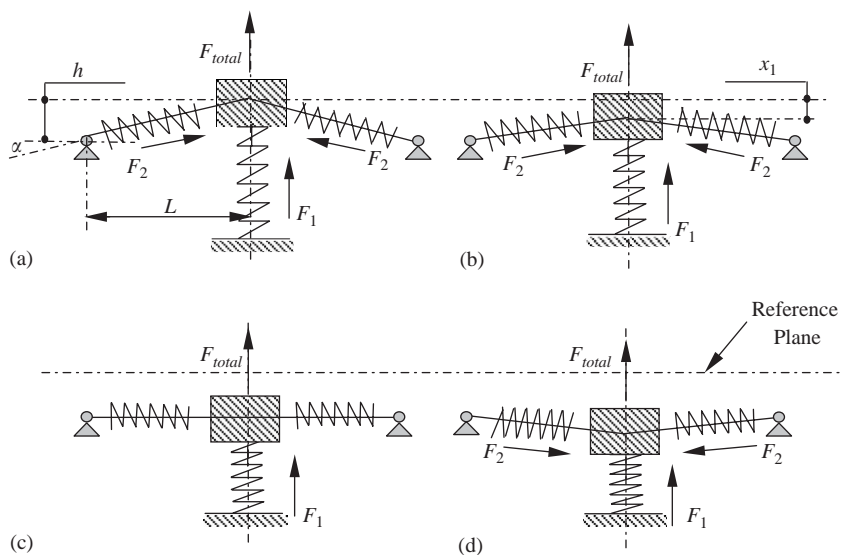 F_total
h
α
F_2
F_2
L
F_1
(a)
F_total
x_1
F_2
F_2
F_1
(b)
F_total
F_1
(c)
Reference
Plane
F_total
F_2
F_2
F_1
(d)